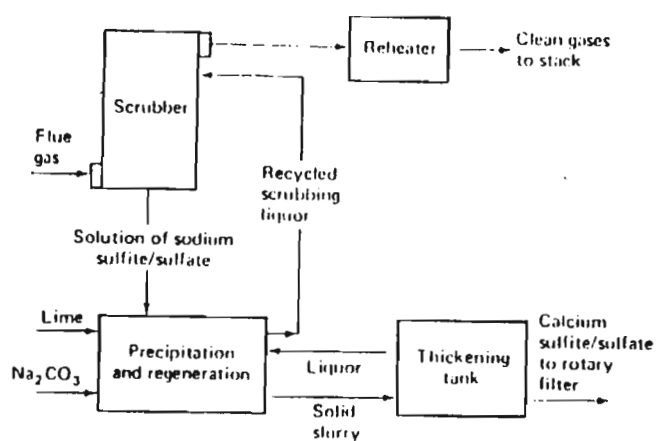 Reheater
Clean gases
to stack
Scrubber
Flue
gas
Recycled
scrubbing
liquor
Solution of sodium
sulfite/sulfate
Lime
Na₂CO₃
Precipitation
and regeneration
Liquor
Solid
slurry
Thickening
tank
Calcium
sulfite/sulfate
to rotary
filter